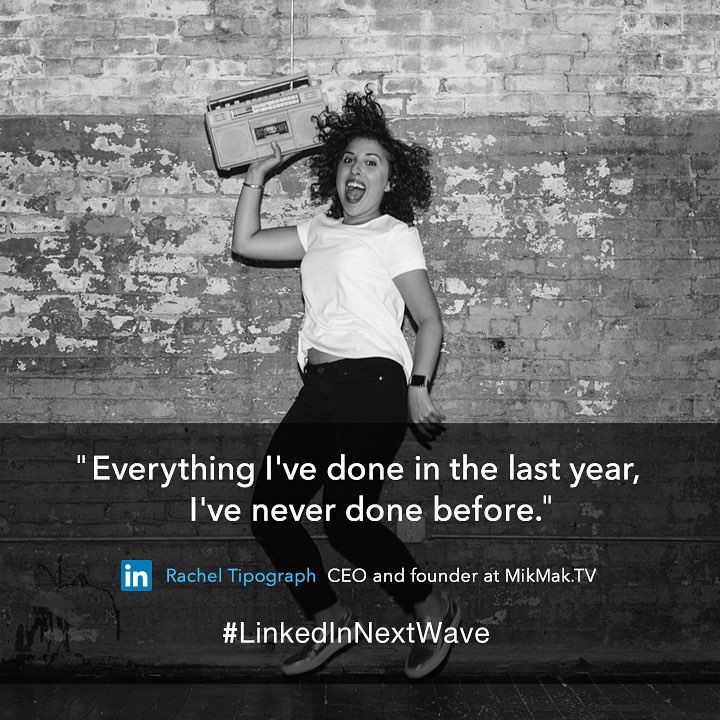 "Everything I've done in the last year,
I've never done before."
in Rachel Tipograph CEO and founder at MikMak.TV
#LinkedInNextWave